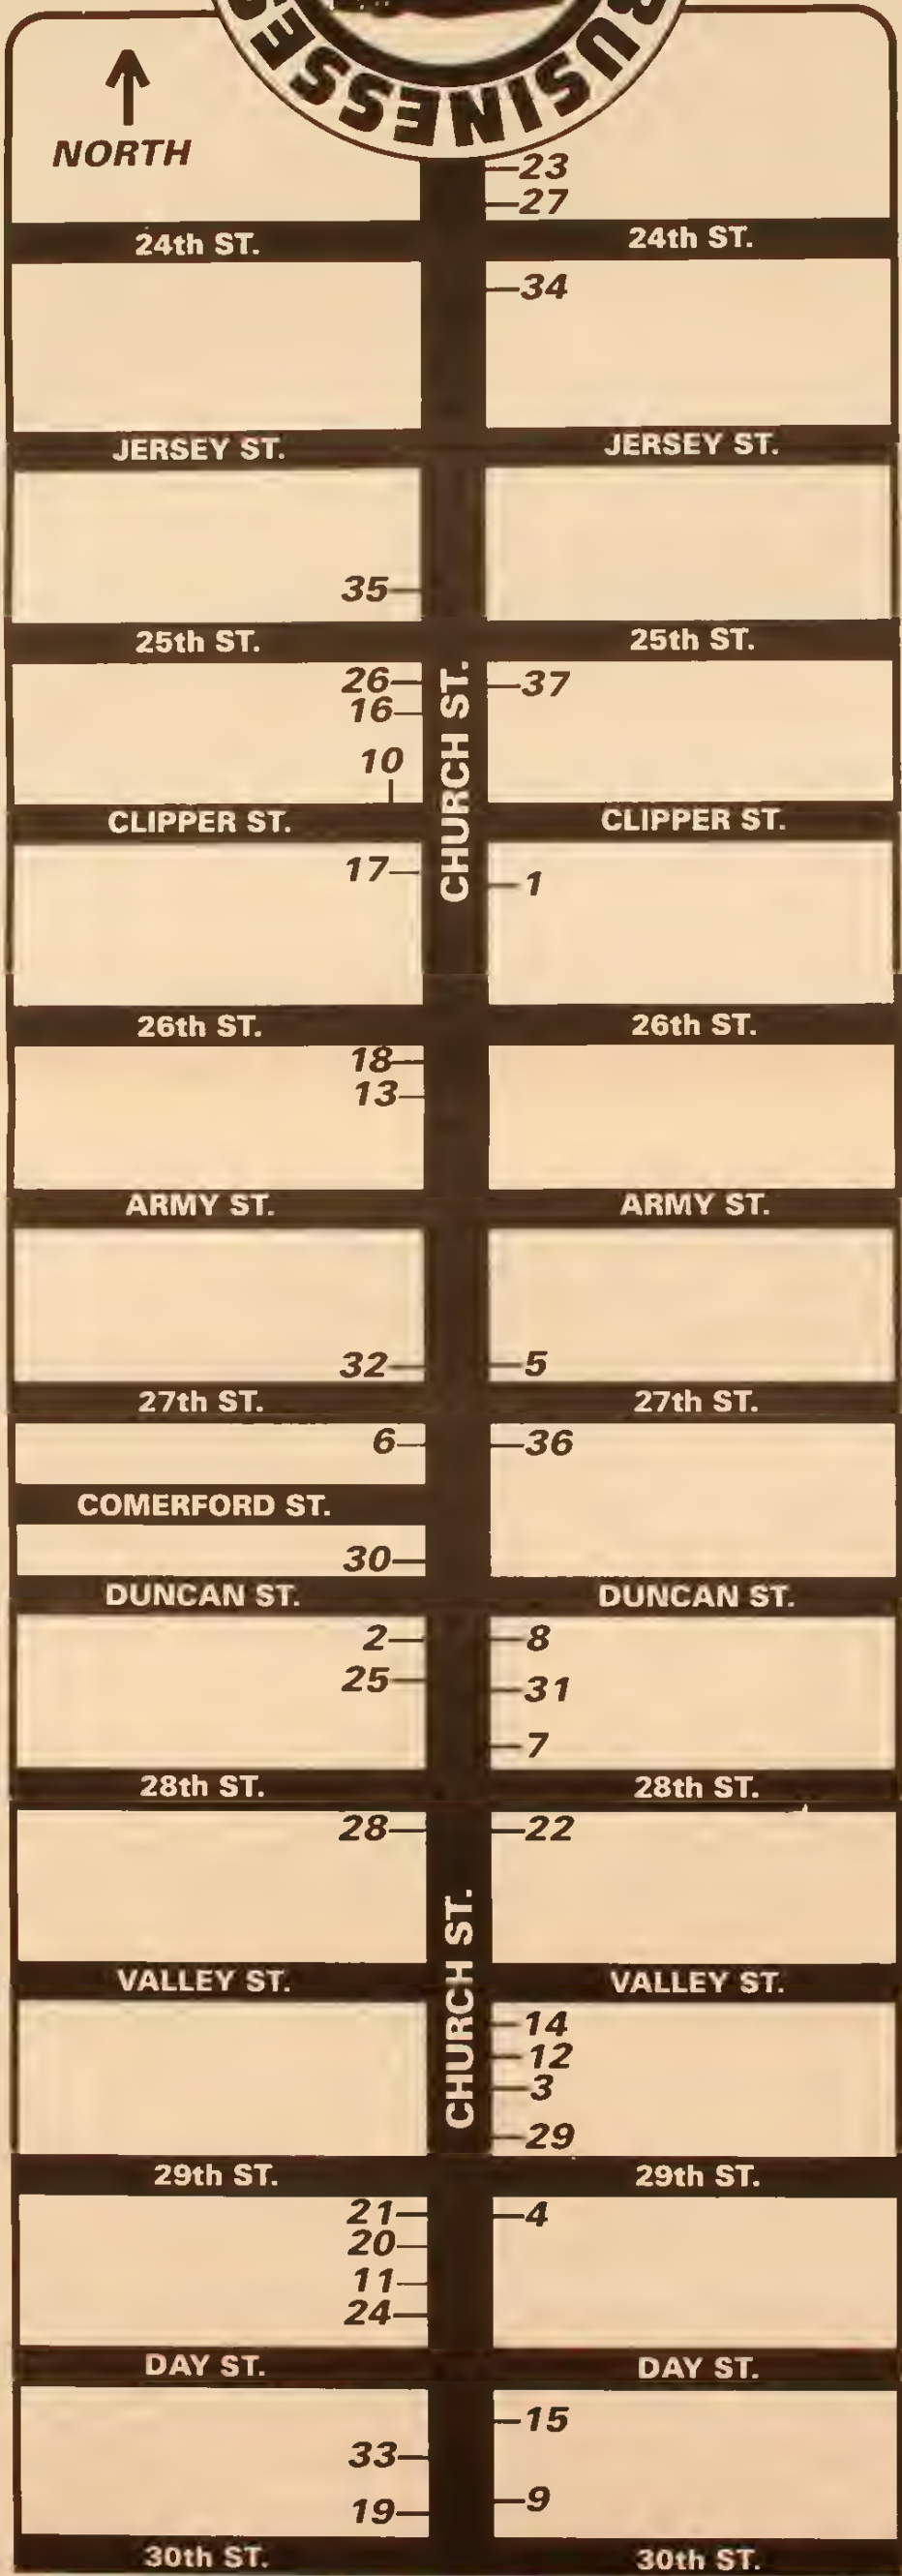 BUSINESSES
NORTH
23
27
24th ST. 24th ST.
34
JERSEY ST. JERSEY ST.
35
25th ST. 25th ST.
26 37
16
10
CHURCH ST.
CLIPPER ST. CLIPPER ST.
17 1
26th ST. 26th ST.
18
13
ARMY ST. ARMY ST.
32 5
27th ST. 27th ST.
6 36
COMERFORD ST.
30
DUNCAN ST. DUNCAN ST.
2 8
25 31
7
28th ST. 28th ST.
28 22
CHURCH ST.
VALLEY ST. VALLEY ST.
14
12
3
29
29th ST. 29th ST.
21 4
20
11
24
DAY ST. DAY ST.
15
33
9
19
30th ST. 30th ST.